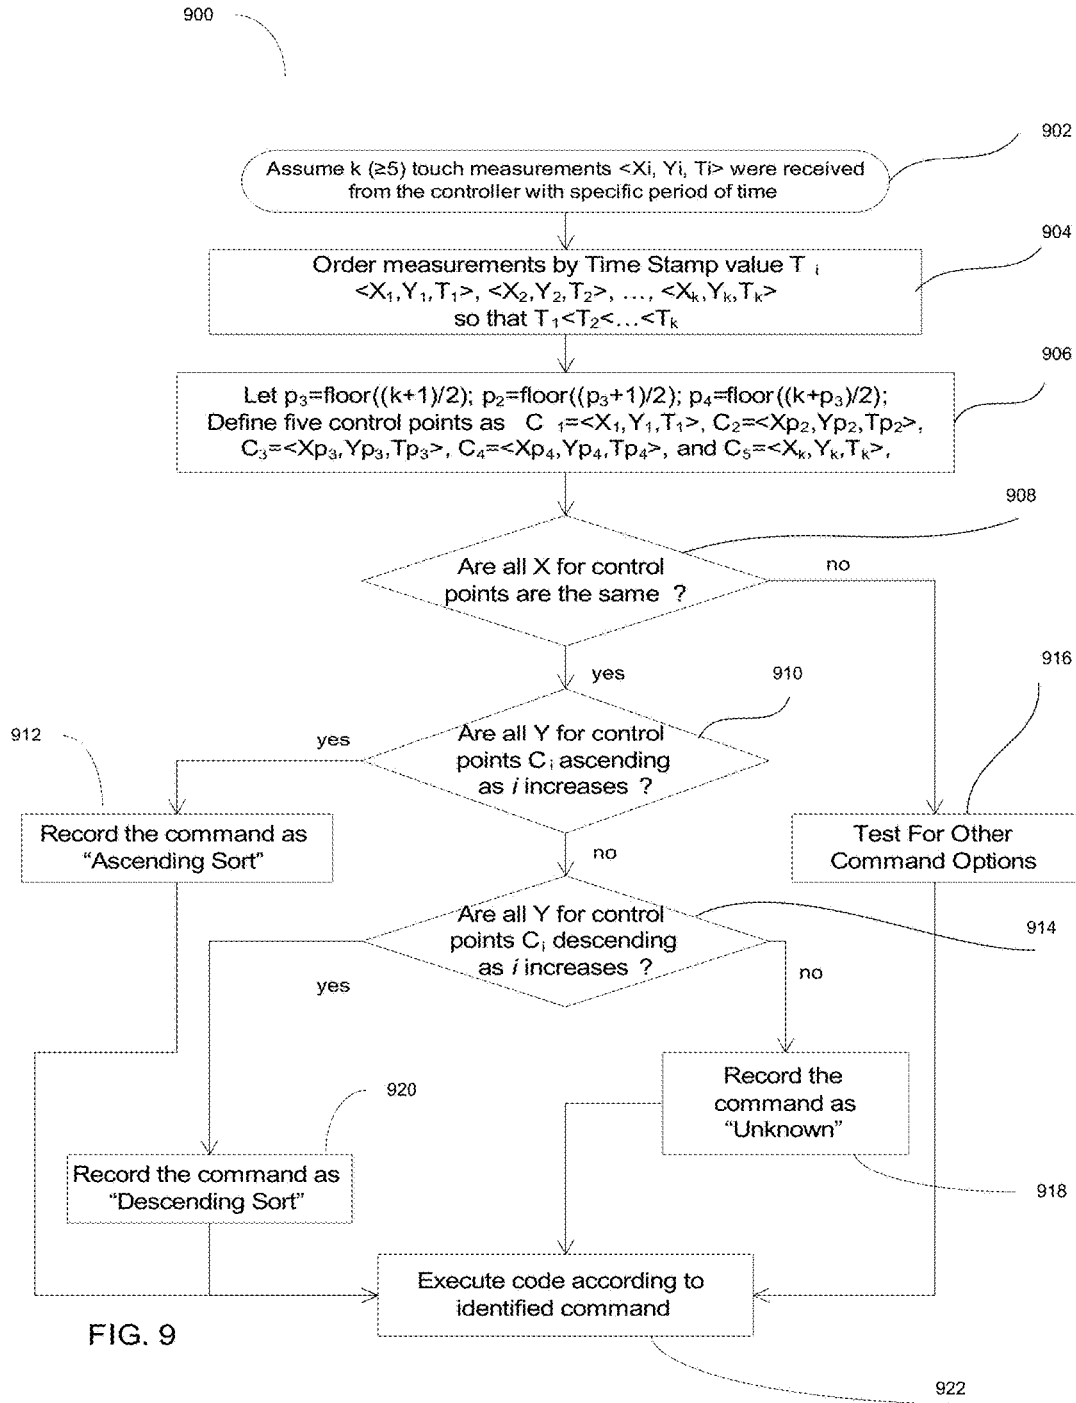 900
902
Assume k (≥5) touch measurements <Xi, Yi, Ti> were received
from the controller with specific period of time
904
Order measurements by Time Stamp value T i
<X₁,Y₁,T₁>, <X₂,Y₂,T₂>, ..., <Xₖ,Yₖ,Tₖ>
so that T₁<T₂<...<Tₖ
906
Let p₃=floor((k+1)/2); p₂=floor((p₃+1)/2); p₄=floor((k+p₃)/2);
Define five control points as C ₁=<X₁,Y₁,T₁>, C₂=<Xp₂,Yp₂,Tp₂>,
C₃=<Xp₃,Yp₃,Tp₃>, C₄=<Xp₄,Yp₄,Tp₄>, and C₅=<Xₖ,Yₖ,Tₖ>,
908
Are all X for control
points are the same ?
no
yes
910
916
912
yes
Are all Y for control
points C i ascending
as i increases ?
Record the command as
"Ascending Sort"
Test For Other
Command Options
no
Are all Y for control
points C i descending
as i increases ?
914
yes
no
Record the
command as
"Unknown"
918
920
Record the command as
"Descending Sort"
Execute code according to
identified command
922
FIG. 9